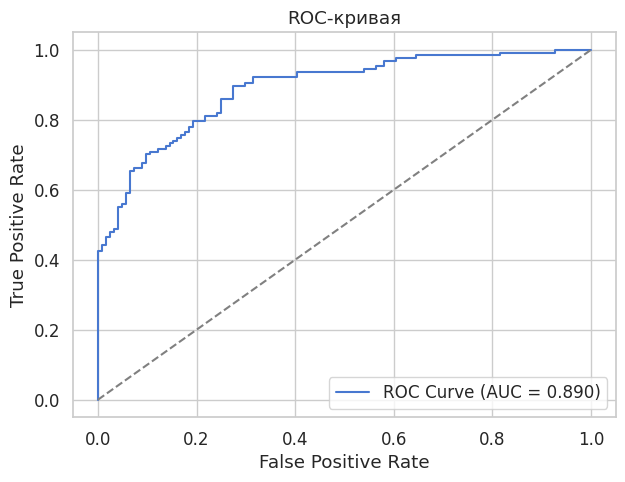 ROC-кривая
1.0
0.8
0.6
0.4
0.2
0.0
True Positive Rate
ROC Curve (AUC = 0.890)
0.0 0.2 0.4 0.6 0.8 1.0
False Positive Rate